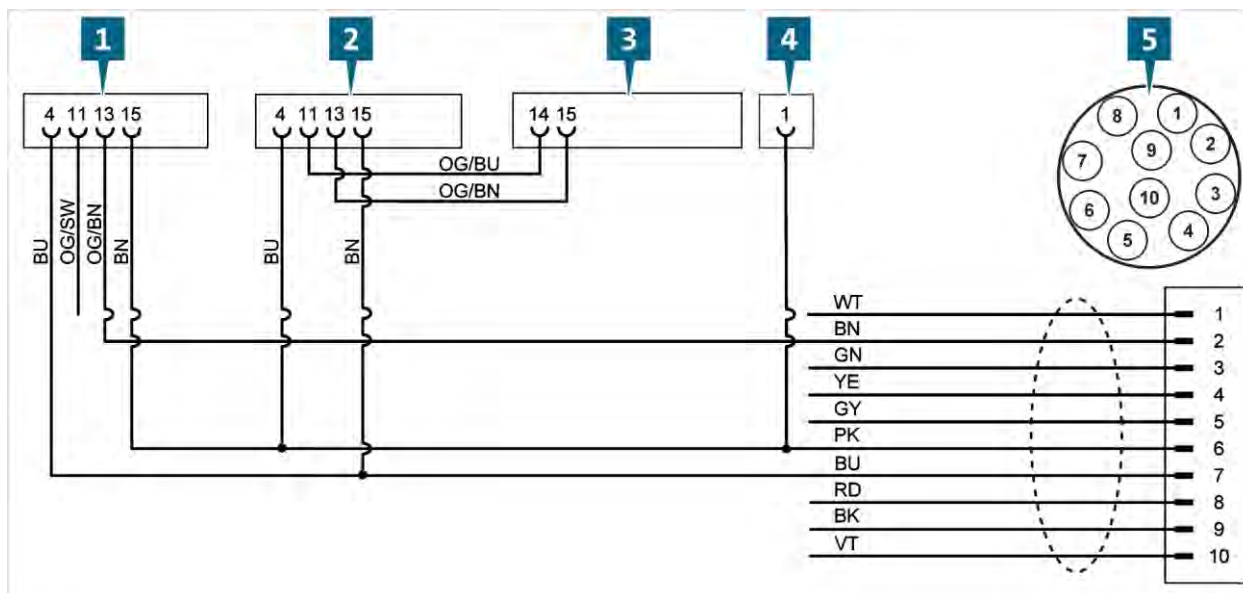 1 2 3 4 5
4 11 13 15
4 11 13 15
14 15
1
8 1
7 9 2
6 10 3
5 4
OG/BU
OG/BN
BU
OG/SW
OG/BN
BN
BU
BN
WT 1
BN 2
GN 3
YE 4
GY 5
PK 6
BU 7
RD 8
BK 9
VT 10